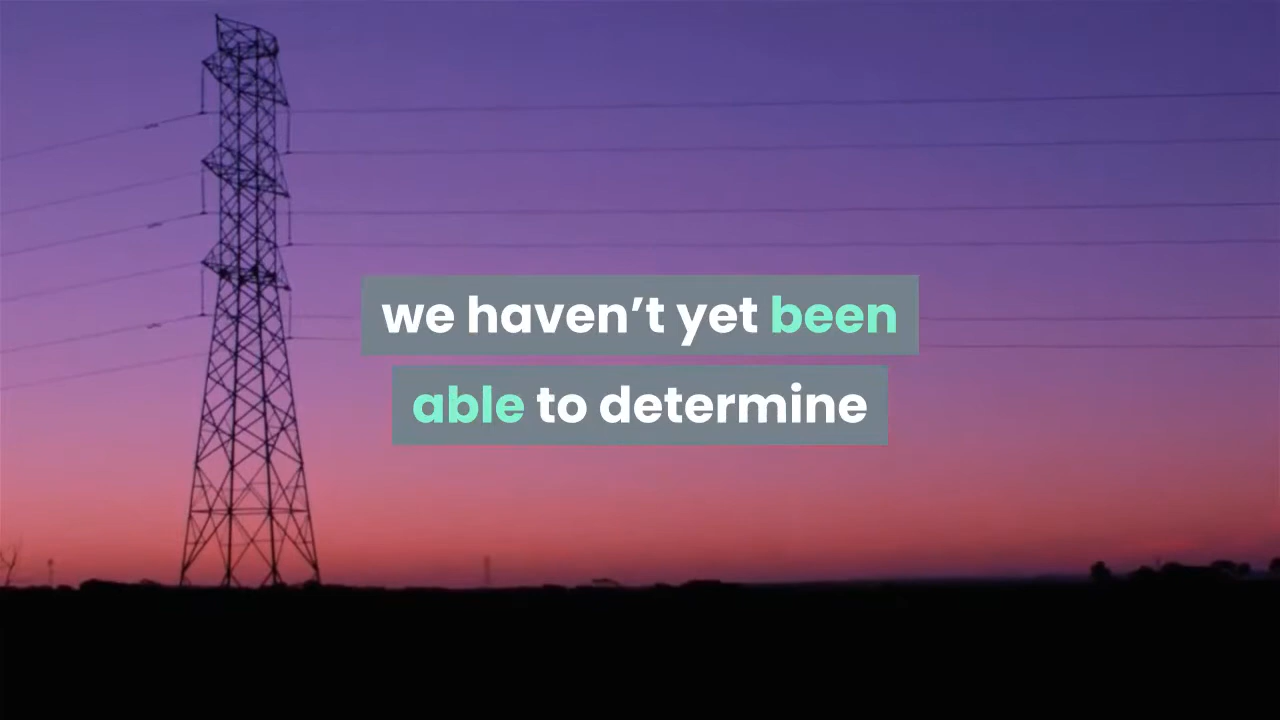 we haven’t yet been
able to determine